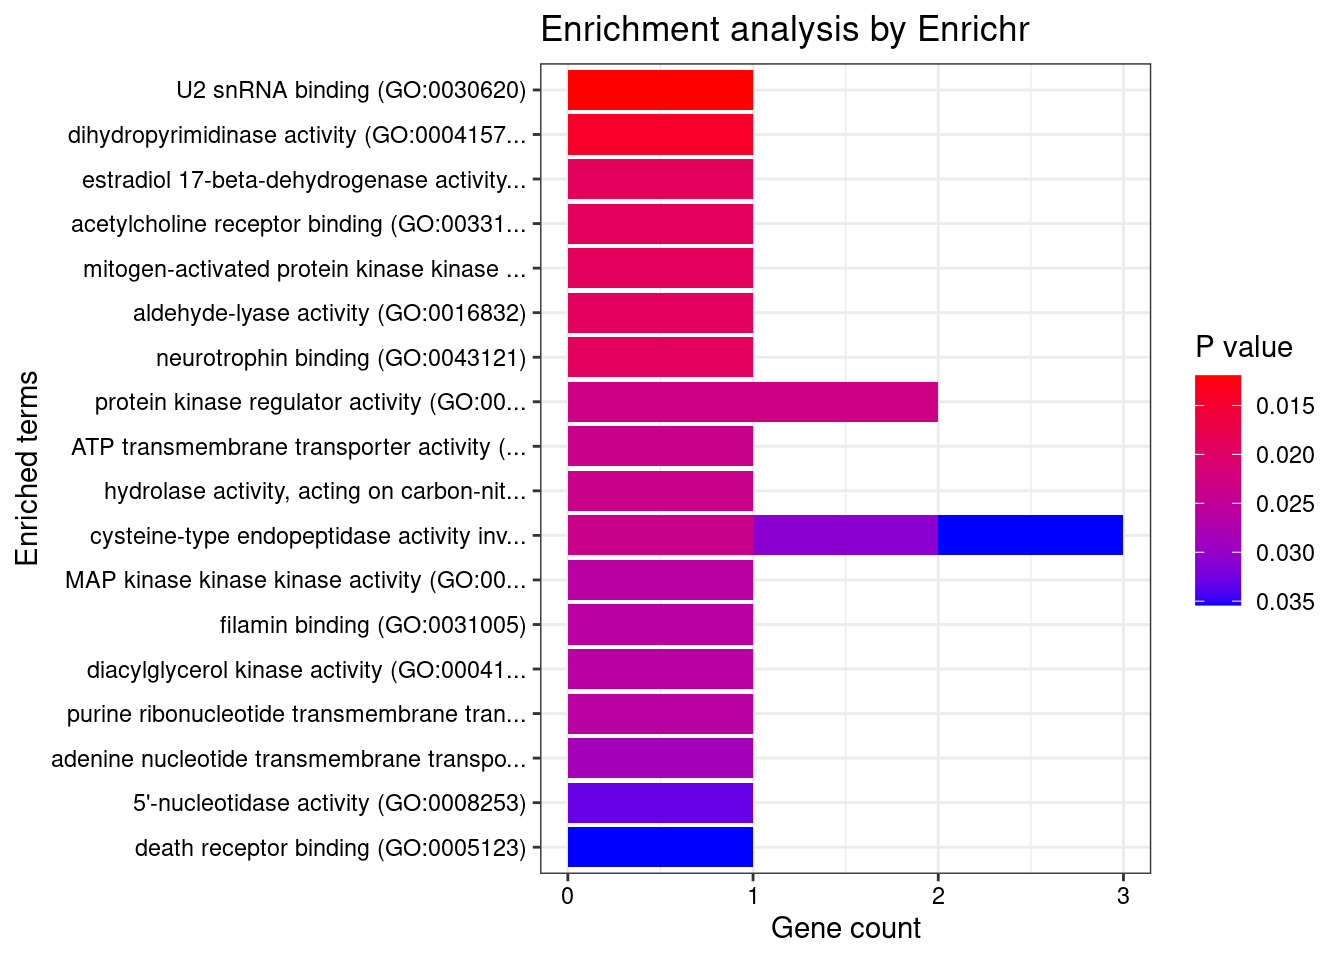 Enrichment analysis by Enrichr
Enriched terms
U2 snRNA binding (GO:0030620)
dihydropyrimidinase activity (GO:0004157...
estradiol 17-beta-dehydrogenase activity...
acetylcholine receptor binding (GO:00331...
mitogen-activated protein kinase kinase ...
aldehyde-lyase activity (GO:0016832)
neurotrophin binding (GO:0043121)
protein kinase regulator activity (GO:00...
ATP transmembrane transporter activity (...
hydrolase activity, acting on carbon-nit...
cysteine-type endopeptidase activity inv...
MAP kinase kinase kinase activity (GO:00...
filamin binding (GO:0031005)
diacylglycerol kinase activity (GO:00041...
purine ribonucleotide transmembrane tran...
adenine nucleotide transmembrane transpo...
5'-nucleotidase activity (GO:0008253)
death receptor binding (GO:0005123)
0 1 2 3
Gene count
P value
0.015
0.020
0.025
0.030
0.035